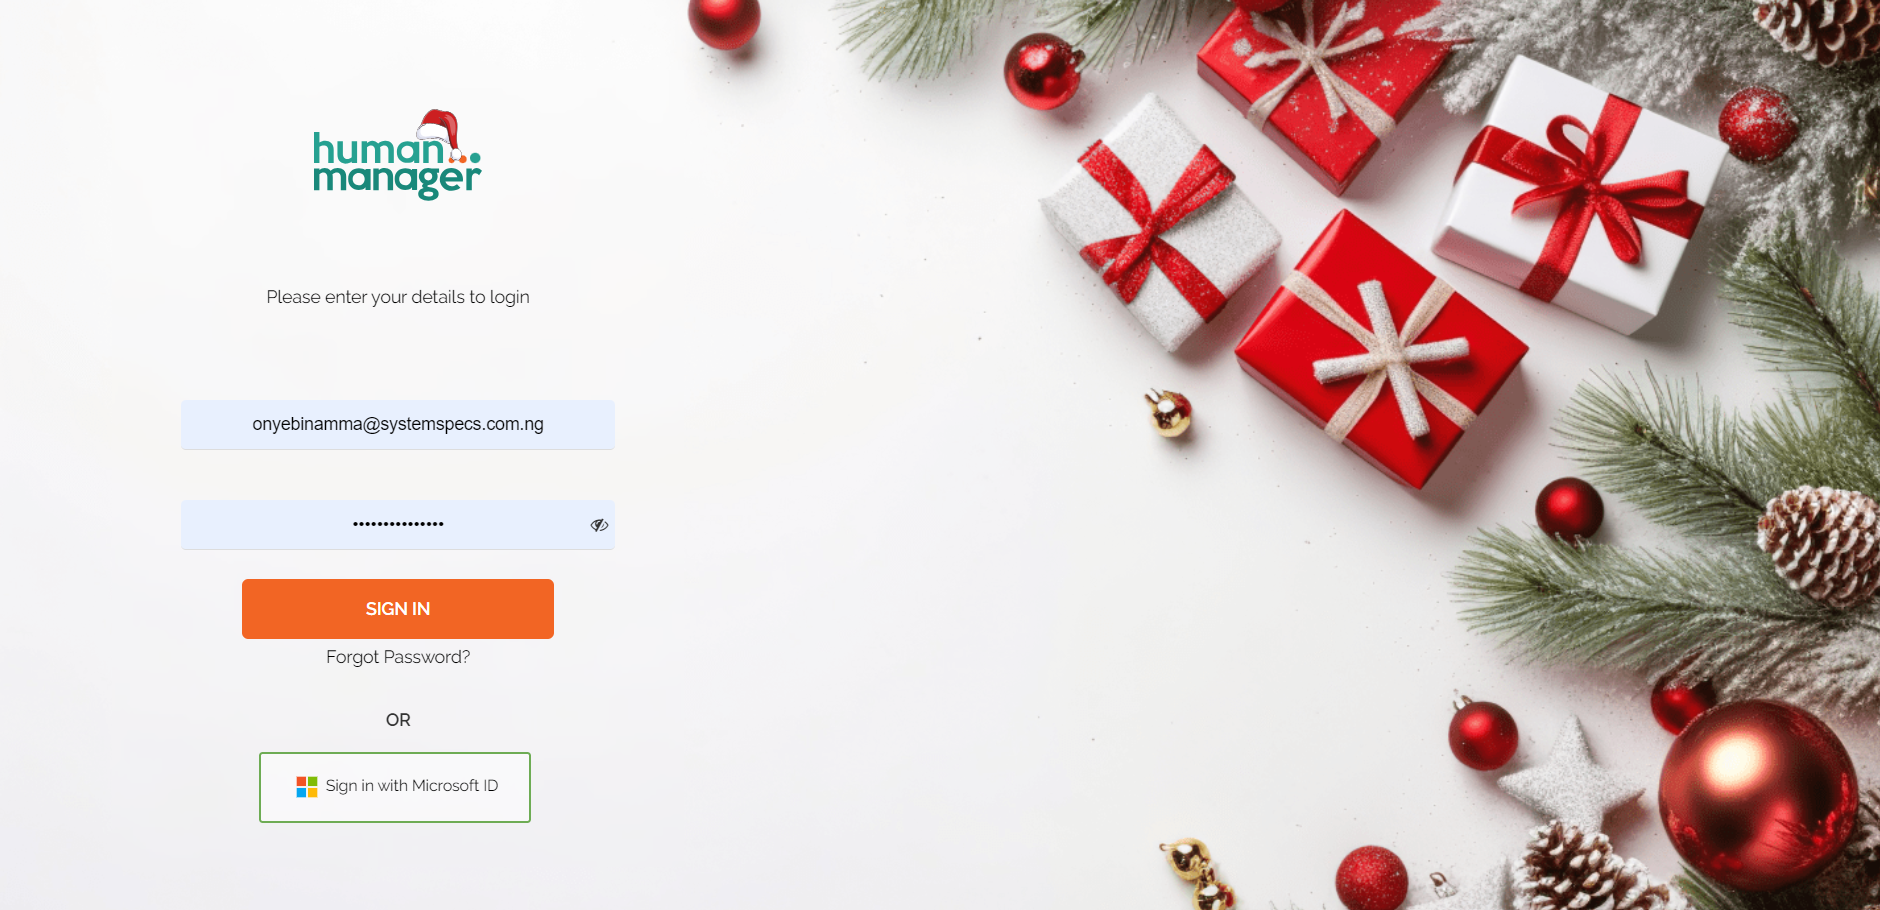 human
manager
Please enter your details to login
onyebinamma@systemspecs.com.ng
•••••••••••••••
SIGN IN
Forgot Password?
OR
Sign in with Microsoft ID